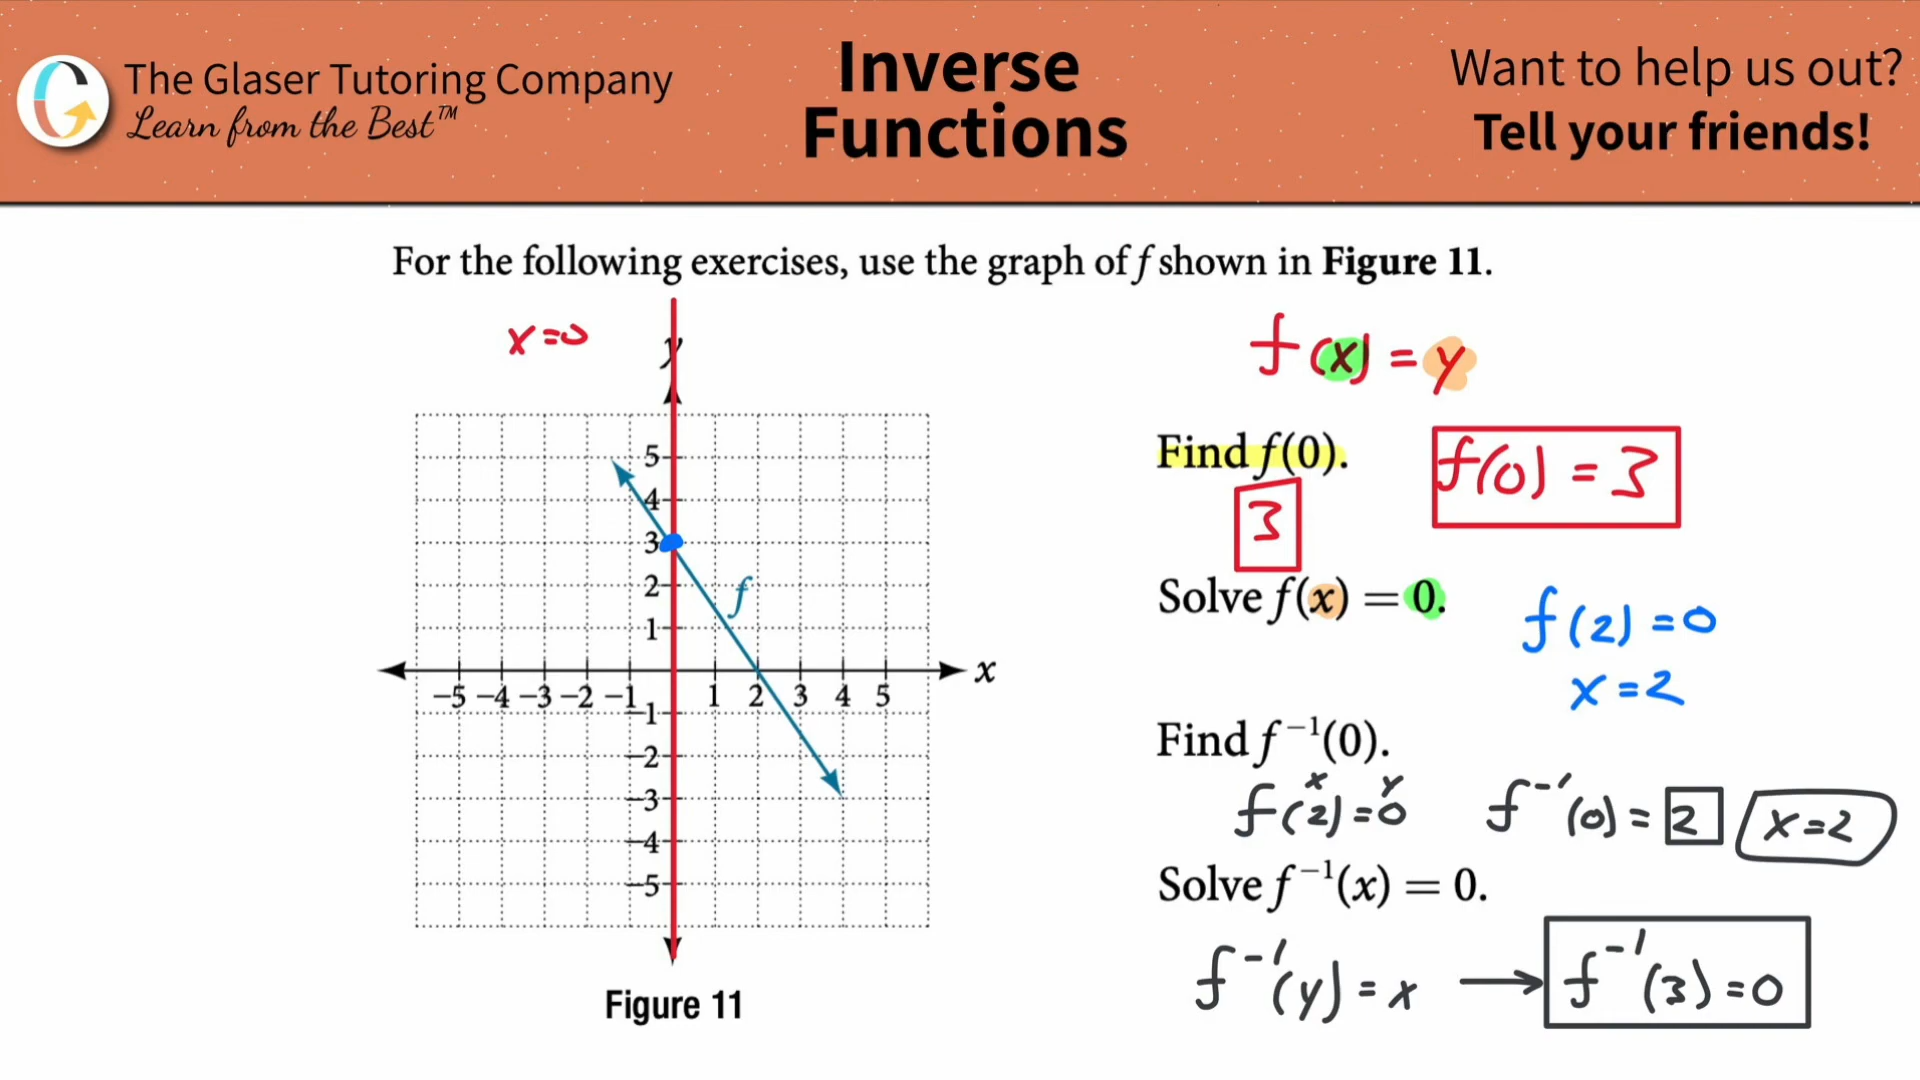 The Glaser Tutoring Company
Learn from the Best™
Inverse
Functions
Want to help us out?
Tell your friends!
For the following exercises, use the graph of f shown in Figure 11.
x=0
y
f(x) = y
Find f(0).
f(0) = 3
3
Solve f(x) = 0.
f(2) = 0
x = 2
5
4
3
2
1
f
x
−5 −4 −3 −2 −1 1 2 3 4 5
−1
−2
−3
−4
−5
Find f⁻¹(0).
x y
f(2) = 0 f⁻¹(0) = 2 x=2
Solve f⁻¹(x) = 0.
f⁻¹(y) = x → f⁻¹(3) = 0
Figure 11